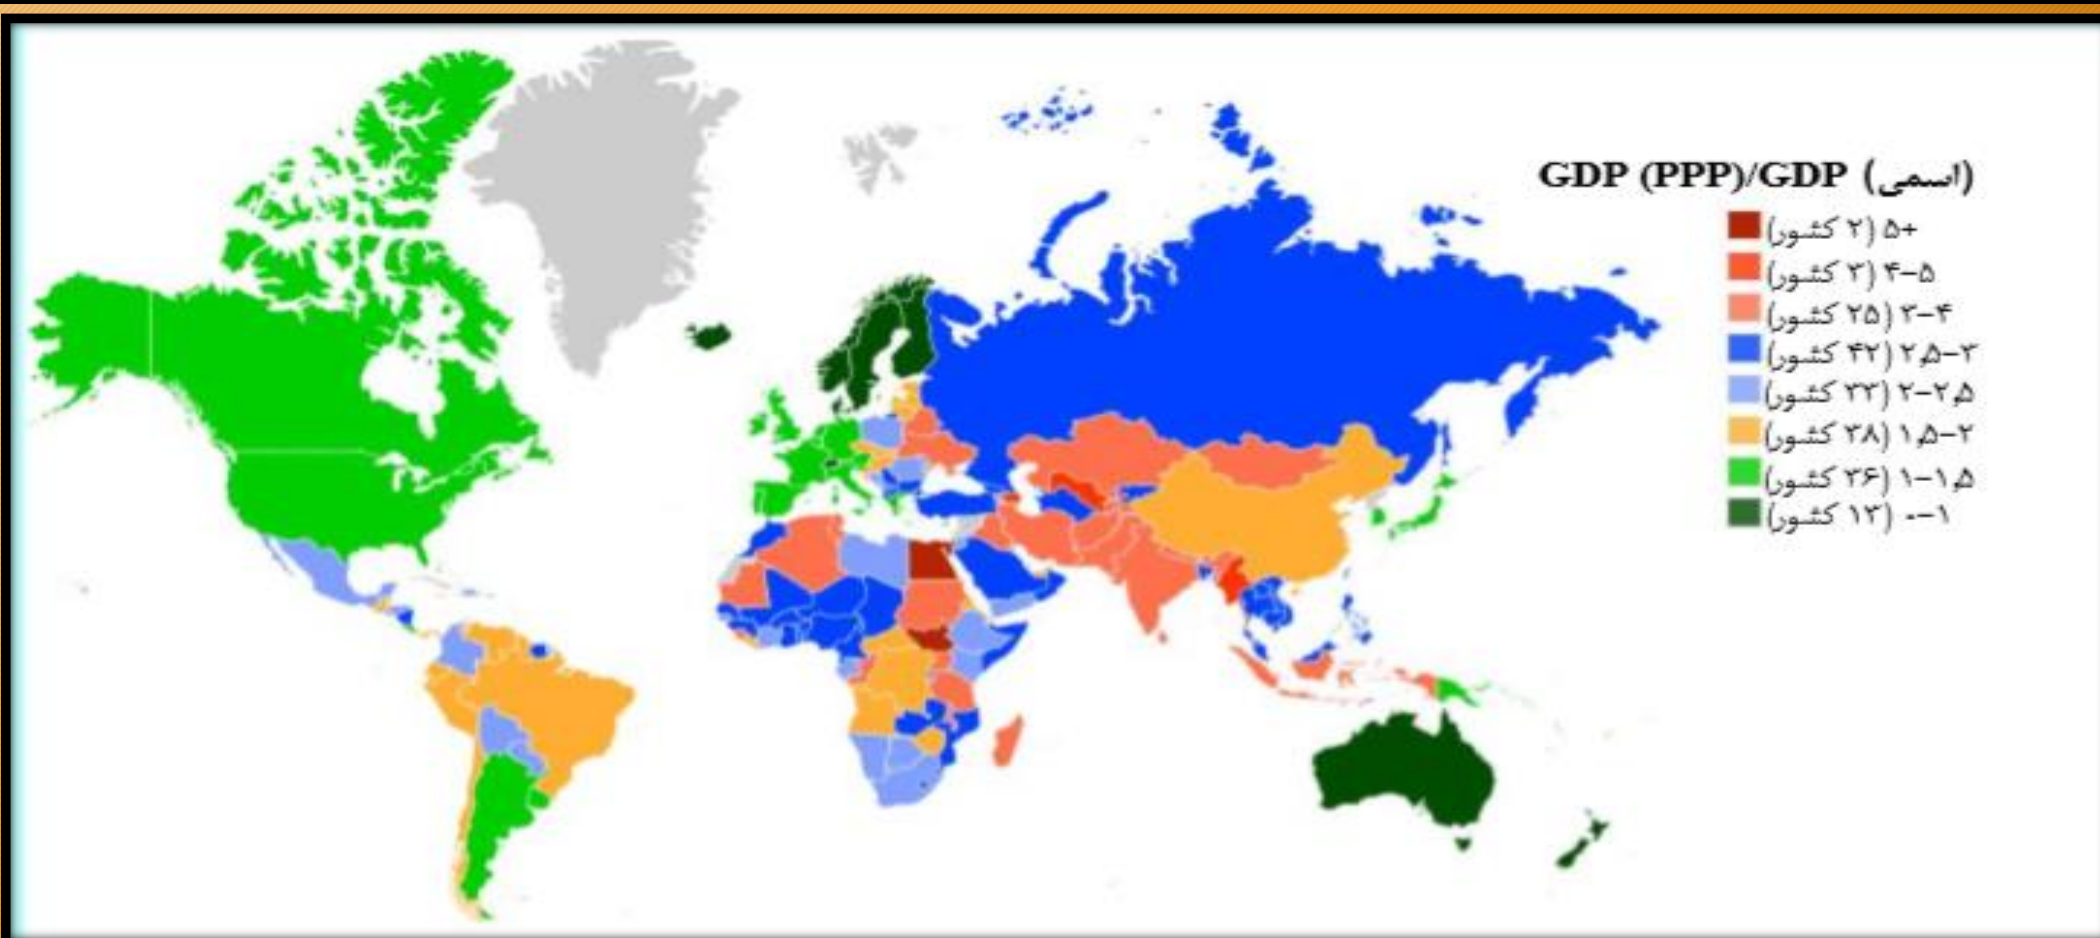 GDP (PPP)/GDP (اسمی)
+۵ (۲ کشور)
۴–۵ (۳ کشور)
۳–۴ (۲۵ کشور)
۲٫۵–۳ (۴۲ کشور)
۲–۲٫۵ (۳۳ کشور)
۱٫۵–۲ (۳۸ کشور)
۱–۱٫۵ (۳۶ کشور)
۰–۱ (۱۳ کشور)